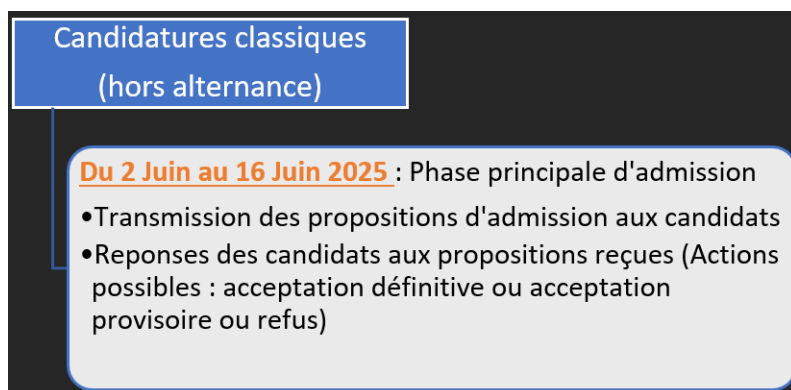 Candidatures classiques
(hors alternance)
Du 2 Juin au 16 Juin 2025 : Phase principale d'admission
•Transmission des propositions d'admission aux candidats
•Reponses des candidats aux propositions reçues (Actions
possibles : acceptation définitive ou acceptation
provisoire ou refus)